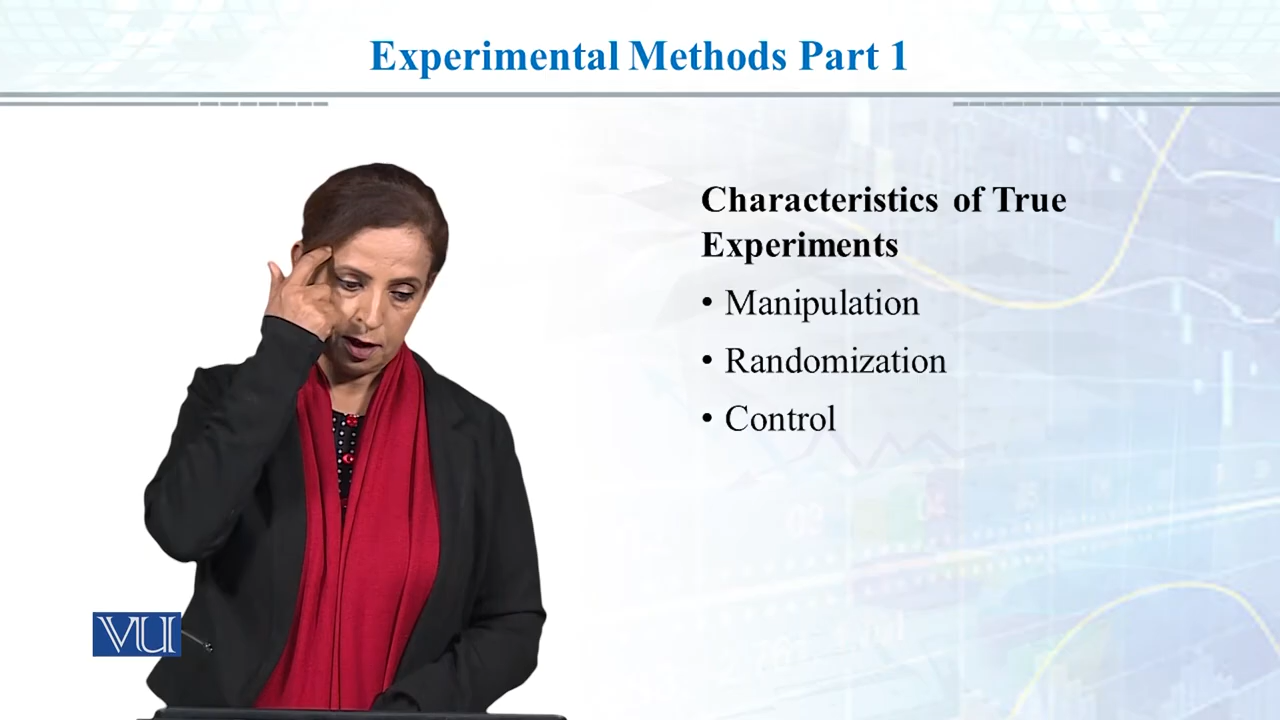 Experimental Methods Part 1
Characteristics of True
Experiments
• Manipulation
• Randomization
• Control
VU